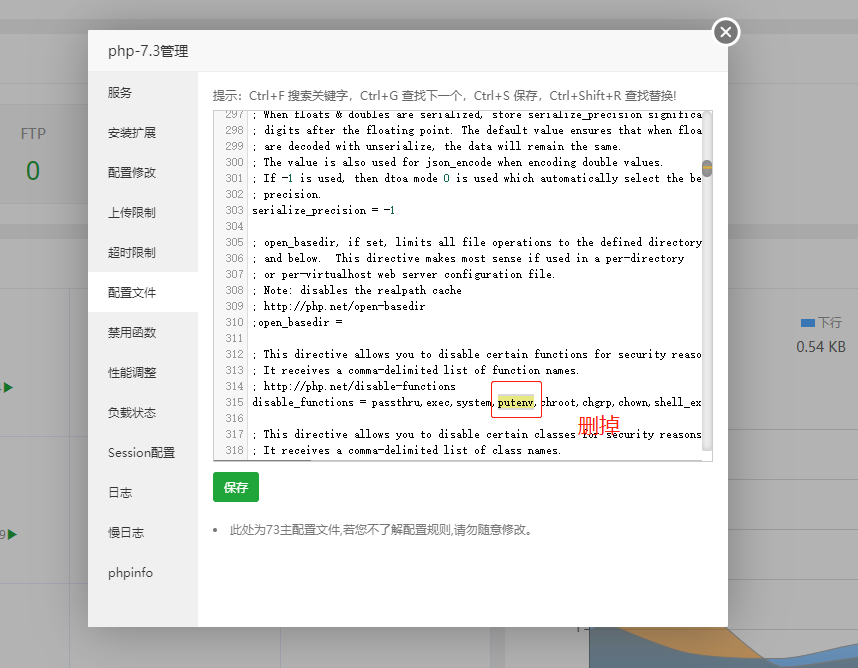 php-7.3管理
服务
安装扩展
配置修改
上传限制
超时限制
配置文件
禁用函数
性能调整
负载状态
Session配置
日志
慢日志
phpinfo
提示：Ctrl+F 搜索关键字，Ctrl+G 查找下一个，Ctrl+S 保存，Ctrl+Shift+R 查找替换!
297 ; When floats & doubles are serialized, store serialize_precision significa
298 ; digits after the floating point. The default value ensures that when floa
299 ; are decoded with unserialize, the data will remain the same.
300 ; The value is also used for json_encode when encoding double values.
301 ; If -1 is used, then dtoa mode 0 is used which automatically select the be
302 ; precision.
303 serialize_precision = -1
304
305 ; open_basedir, if set, limits all file operations to the defined directory
306 ; and below.  This directive makes most sense if used in a per-directory
307 ; or per-virtualhost web server configuration file.
308 ; Note: disables the realpath cache
309 ; http://php.net/open-basedir
310 ;open_basedir =
311
312 ; This directive allows you to disable certain functions for security reaso
313 ; It receives a comma-delimited list of function names.
314 ; http://php.net/disable-functions
315 disable_functions = passthru,exec,system,putenv,chroot,chgrp,chown,shell_ex
316
删掉
317 ; This directive allows you to disable certain classes for security reasons
318 ; It receives a comma-delimited list of class names.
保存
此处为73主配置文件,若您不了解配置规则,请勿随意修改。
FTP
0
下行
0.54 KB